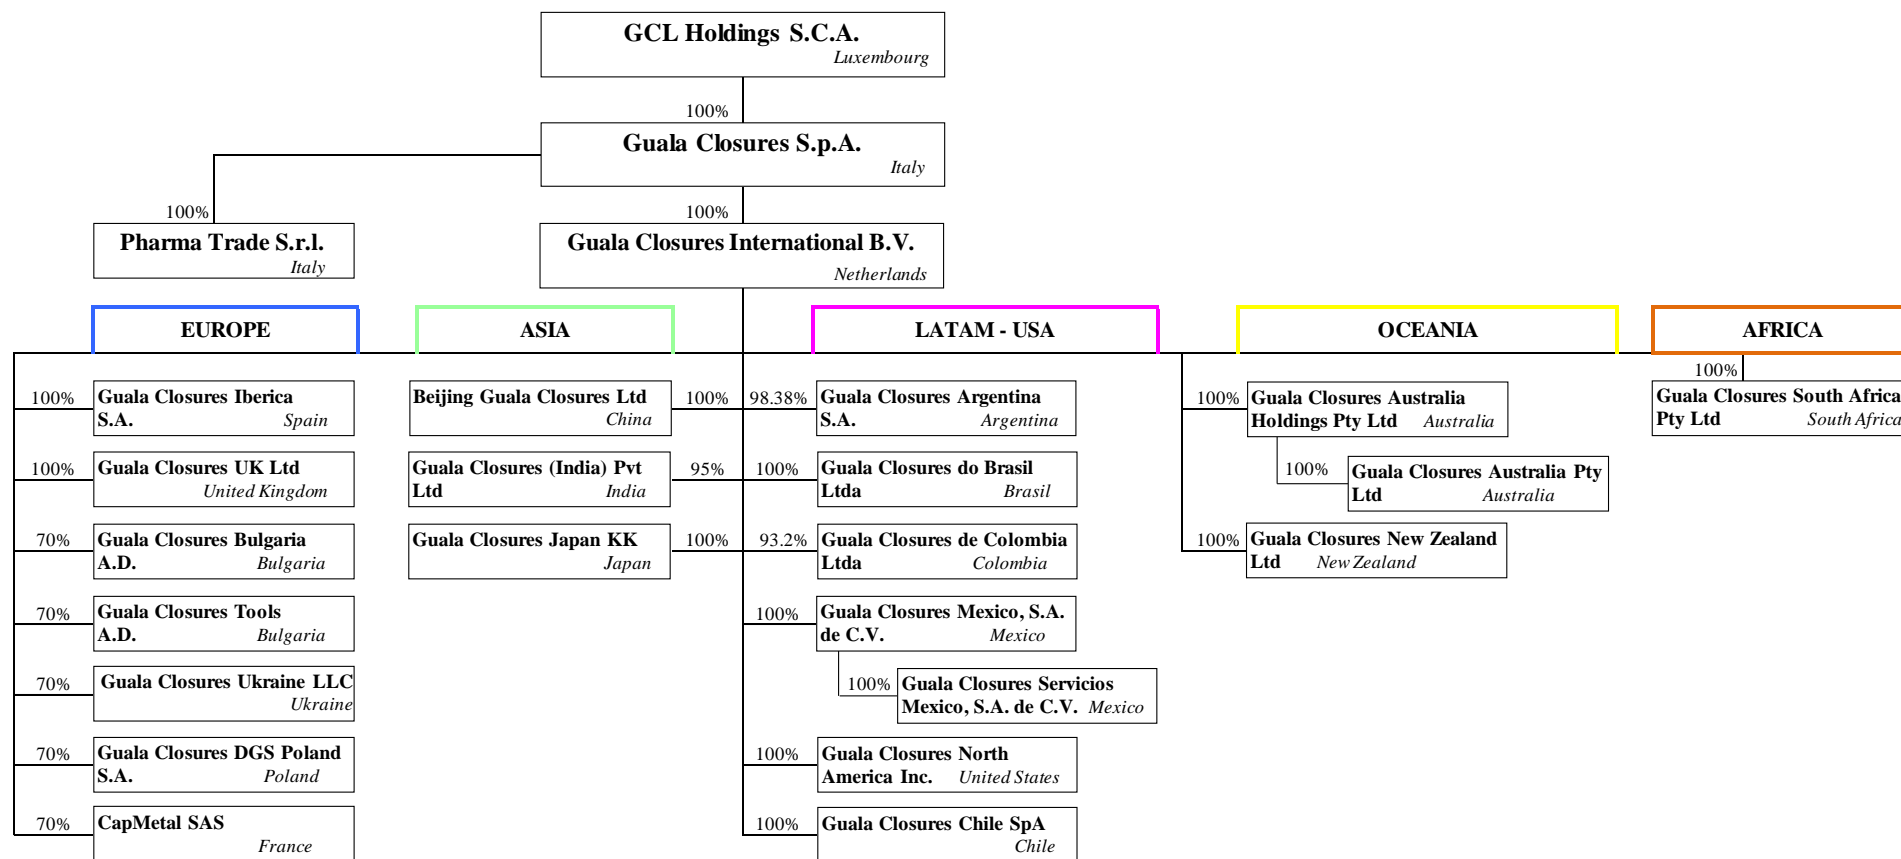 GCL Holdings S.C.A.
Luxembourg
100%
Guala Closures S.p.A.
Italy
100%
100%
Pharma Trade S.r.l.
Italy
Guala Closures International B.V.
Netherlands
EUROPE
ASIA
LATAM - USA
OCEANIA
AFRICA
100%
Guala Closures Iberica
S.A. Spain
100%
Guala Closures UK Ltd
United Kingdom
70%
Guala Closures Bulgaria
A.D. Bulgaria
70%
Guala Closures Tools
A.D. Bulgaria
70%
Guala Closures Ukraine LLC
Ukraine
70%
Guala Closures DGS Poland
S.A. Poland
70%
CapMetal SAS
France
Beijing Guala Closures Ltd
China
100%
Guala Closures (India) Pvt
Ltd India
95%
Guala Closures Japan KK
Japan
100%
98.38%
Guala Closures Argentina
S.A. Argentina
100%
Guala Closures do Brasil
Ltda Brasil
93.2%
Guala Closures de Colombia
Ltda Colombia
100%
Guala Closures Mexico, S.A.
de C.V. Mexico
100%
Guala Closures Servicios
Mexico, S.A. de C.V. Mexico
100%
Guala Closures North
America Inc. United States
100%
Guala Closures Chile SpA
Chile
100%
Guala Closures Australia
Holdings Pty Ltd Australia
100%
Guala Closures Australia Pty
Ltd Australia
100%
Guala Closures New Zealand
Ltd New Zealand
100%
Guala Closures South Africa
Pty Ltd South Africa